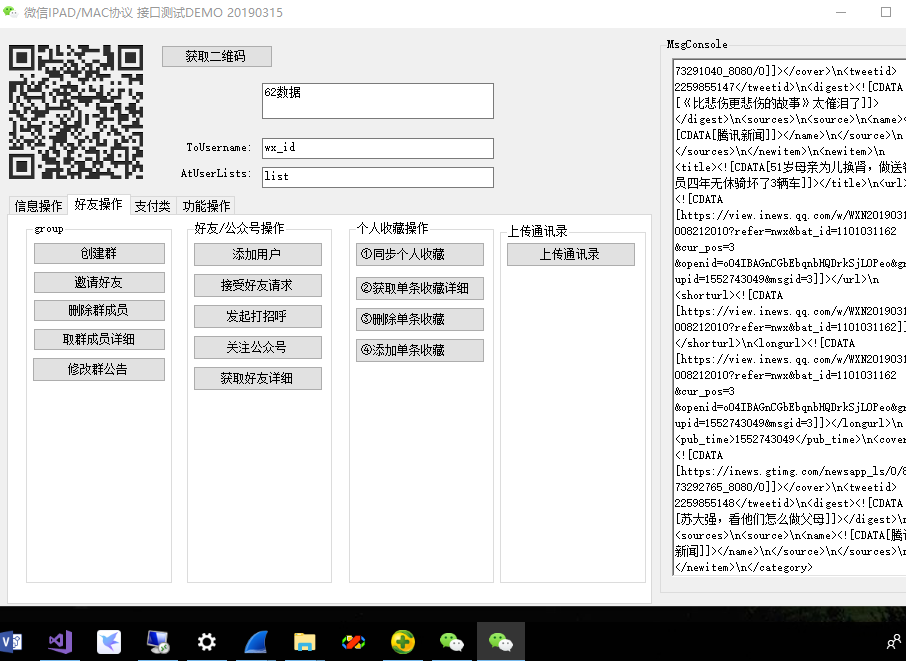 微信IPAD/MAC协议 接口测试DEMO 20190315
获取二维码
62数据
ToUsername:
wx_id
AtUserLists:
list
信息操作
好友操作
支付类
功能操作
group
创建群
邀请好友
删除群成员
取群成员详细
修改群公告
好友/公众号操作
添加用户
接受好友请求
发起打招呼
关注公众号
获取好友详细
个人收藏操作
①同步个人收藏
②获取单条收藏详细
③删除单条收藏
④添加单条收藏
上传通讯录
上传通讯录
MsgConsole
73291040_8080/0]]></cover>\n<tweetid>
2259855147</tweetid>\n<digest><![CDATA
[《比悲伤更悲伤的故事》太催泪了]]>
</digest>\n<sources>\n<source>\n<name><
[CDATA[腾讯新闻]]></name>\n</source>\n
</sources>\n</newitem>\n<newitem>\n
<title><![CDATA[51岁母亲为儿换肾，做送
员四年无休骑坏了3辆车]]></title>\n<url>
<![CDATA
[https://view.inews.qq.com/w/WXN2019031
008212010?refer=nwx&bat_id=1101031162
&cur_pos=3
&openid=o04IBAGnCGbEbqnbHQDrkSjLOPeo&gr
upid=1552743049&msgid=3]]></url>\n
<shorturl><![CDATA
[https://view.inews.qq.com/w/WXN2019031
008212010?refer=nwx&bat_id=1101031162]]
</shorturl>\n<longurl><![CDATA
[https://view.inews.qq.com/w/WXN2019031
008212010?refer=nwx&bat_id=1101031162
&cur_pos=3
&openid=o04IBAGnCGbEbqnbHQDrkSjLOPeo&gr
upid=1552743049&msgid=3]]></longurl>\n
<pub_time>1552743049</pub_time>\n<cover
<![CDATA
[https://inews.gtimg.com/newsapp_ls/0/8
73292765_8080/0]]></cover>\n<tweetid>
2259855148</tweetid>\n<digest><![CDATA
[苏大强，看他们怎么做父母]]></digest>\n
<sources>\n<source>\n<name><![CDATA[腾讯
新闻]]></name>\n</source>\n</sources>\n
</newitem>\n</category>